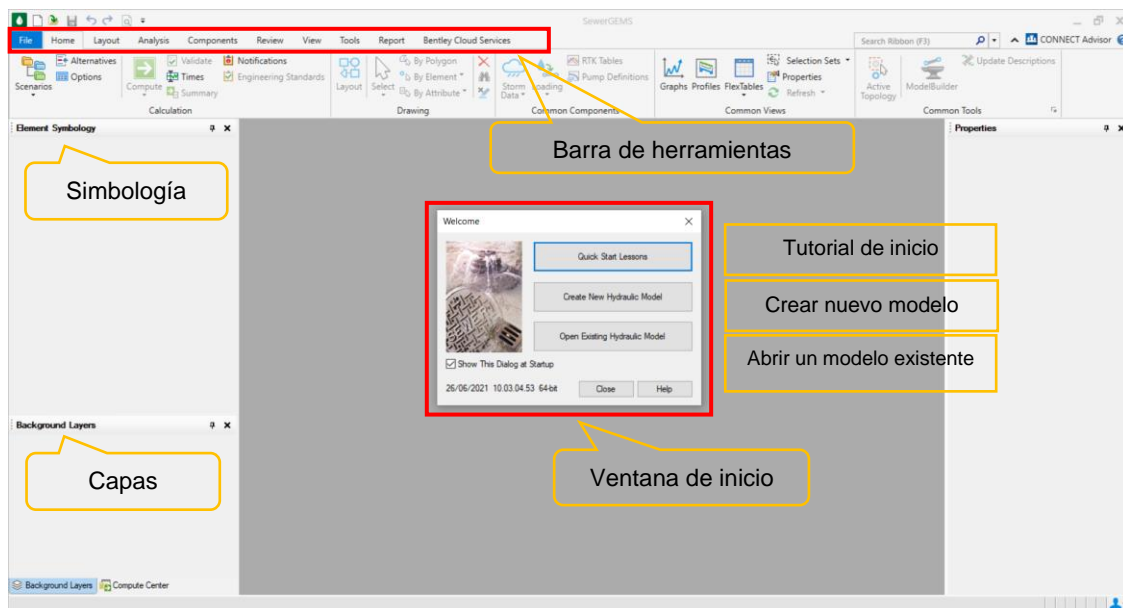 SewerGEMS
File Home Layout Analysis Components Review View Tools Report Bentley Cloud Services
Search Ribbon (F3)
CONNECT Advisor
Scenarios
Alternatives
Options
Compute
Validate
Times
Summary
Notifications
Engineering Standards
Calculation
Layout
Select
By Polygon
By Element
By Attribute
Drawing
Storm Data
Loading
RTK Tables
Pump Definitions
Common Components
Graphs
Profiles
FlexTables
Selection Sets
Properties
Refresh
Common Views
Active Topology
ModelBuilder
Update Descriptions
Common Tools
Element Symbology
Properties
Barra de herramientas
Simbología
Welcome
Quick Start Lessons
Create New Hydraulic Model
Open Existing Hydraulic Model
Show This Dialog at Startup
26/06/2021 10.03.04.53 64-bit
Close
Help
Tutorial de inicio
Crear nuevo modelo
Abrir un modelo existente
Background Layers
Capas
Ventana de inicio
Background Layers
Compute Center